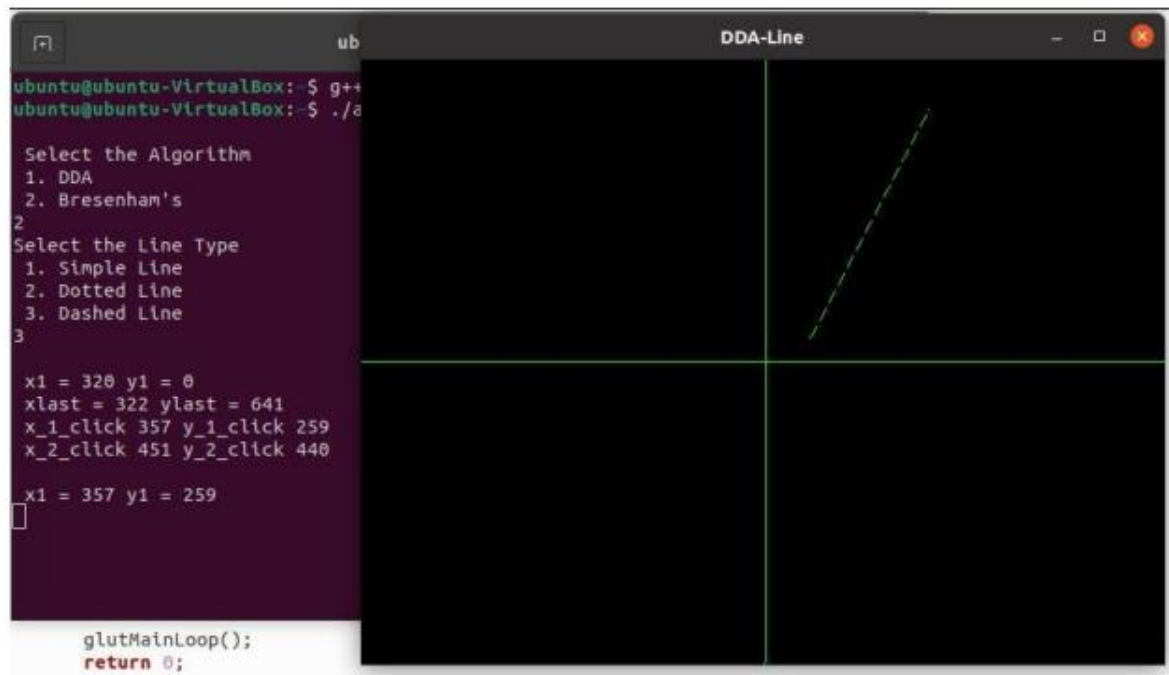 ub
DDA-Line
ubuntu@ubuntu-VirtualBox:~$ g++
ubuntu@ubuntu-VirtualBox:~$ ./a
Select the Algorithm
1. DDA
2. Bresenham's
2
Select the Line Type
1. Simple Line
2. Dotted Line
3. Dashed Line
3
x1 = 320 y1 = 0
xlast = 322 ylast = 641
x_1_click 357 y_1_click 259
x_2_click 451 y_2_click 440
x1 = 357 y1 = 259
glutMainLoop();
return 0;